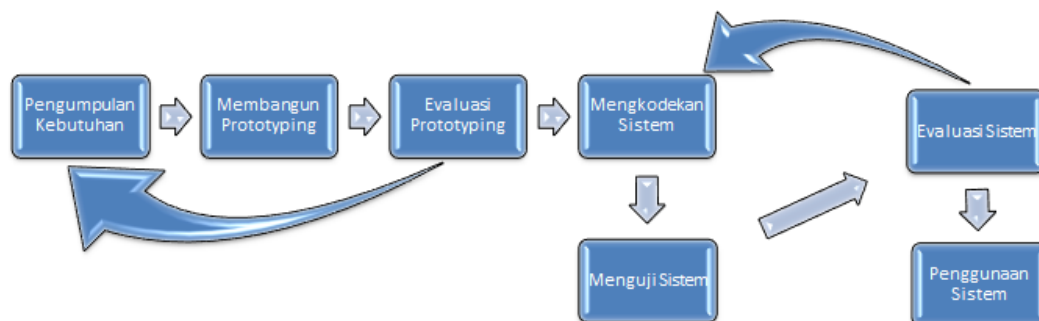 Pengumpulan
Kebutuhan
Membangun
Prototyping
Evaluasi
Prototyping
Mengkodekan
Sistem
Evaluasi Sistem
Menguji Sistem
Penggunaan
Sistem